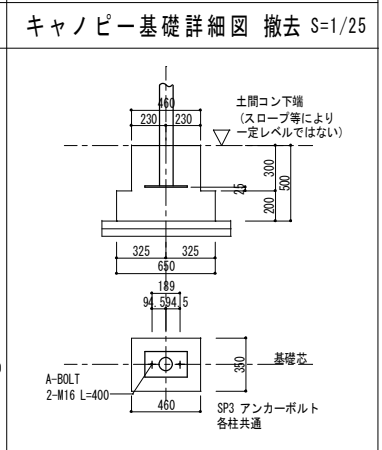 キャノピー基礎詳細図 撤去 S=1/25
460
230 230
土間コン下端
(スロープ等により
一定レベルではない)
300
500
25
200
325 325
650
189
94.5 94.5
基礎芯
350
A-BOLT
2-M16 L=400
460
SP3 アンカーボルト
各柱共通